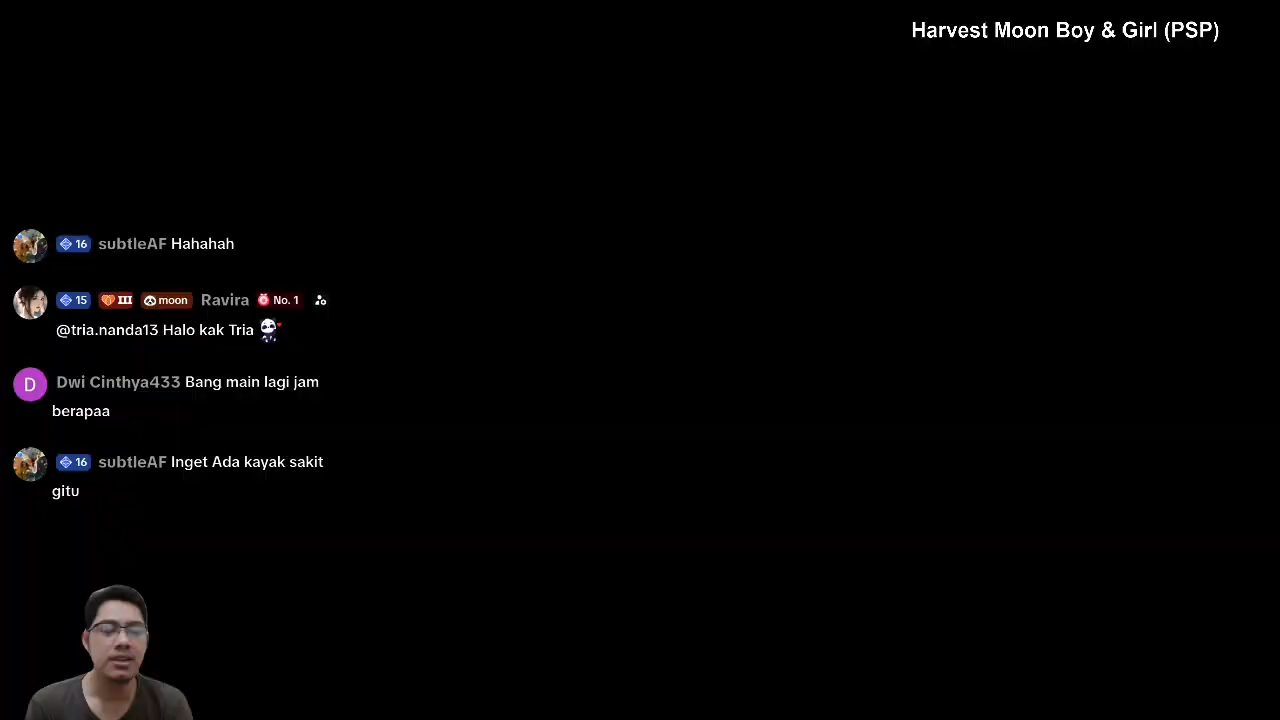 Harvest Moon Boy & Girl (PSP)
16 subtleAF Hahahah
15 III moon Ravira No. 1
@tria.nanda13 Halo kak Tria
D Dwi Cinthya433 Bang main lagi jam
berapaa
16 subtleAF Inget Ada kayak sakit
gitu